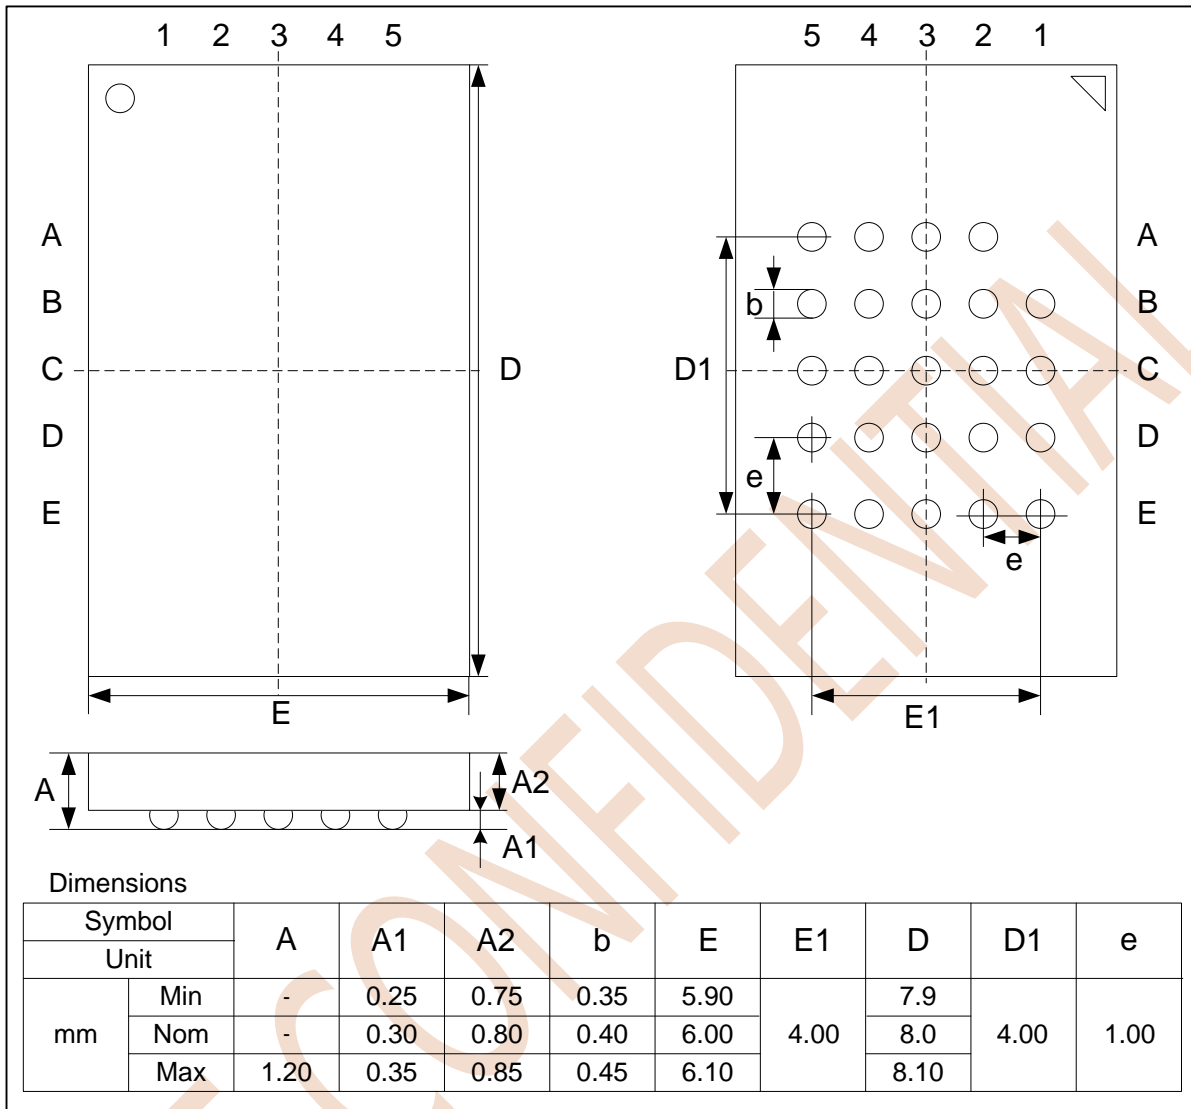 1 2 3 4 5
5 4 3 2 1
A
B
C
D
E
D
E
A
B
C
D
E
b
D1
e
e
E1
A
A2
A1
CONFIDENTIAL
Dimensions
Symbol A A1 A2 b E E1 D D1 e
Unit
mm
Min - 0.25 0.75 0.35 5.90 7.9
Nom - 0.30 0.80 0.40 6.00 4.00 8.0 4.00 1.00
Max 1.20 0.35 0.85 0.45 6.10 8.10